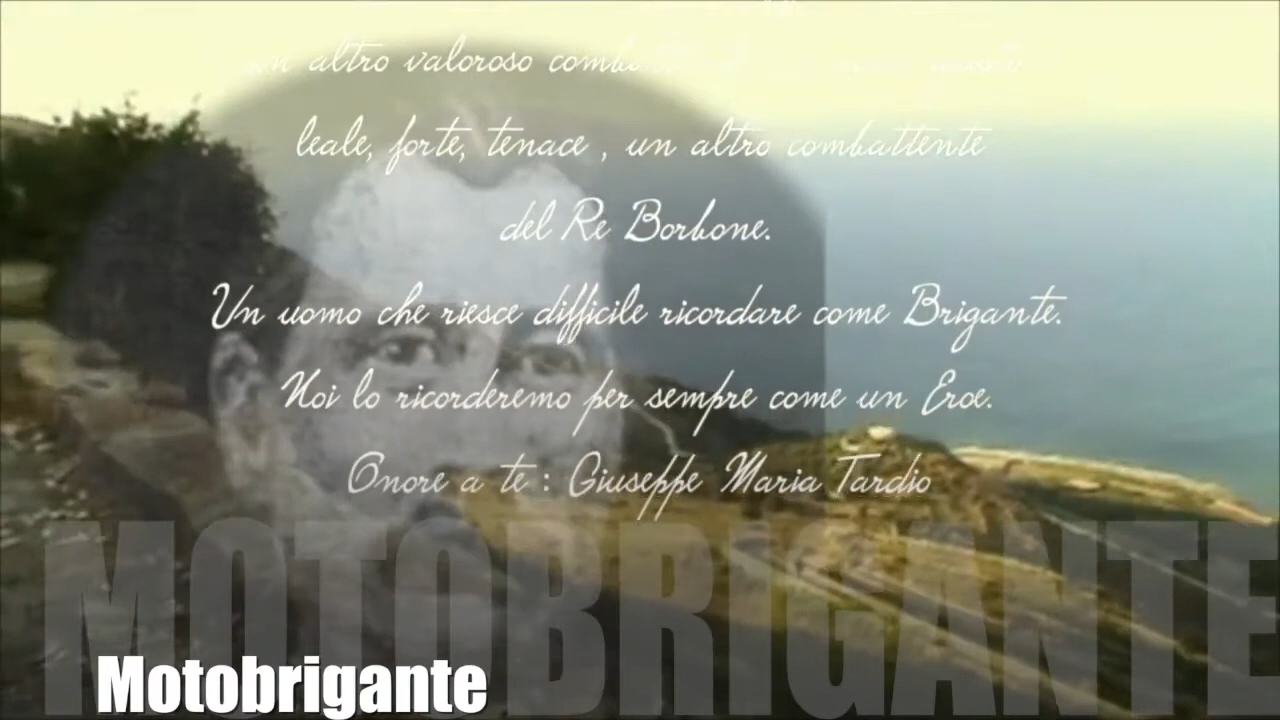 un altro valoroso
leale, forte, tenace , un altro combattente
del Re Borbone.
Un uomo che riesce difficile ricordare come Brigante.
Noi lo ricorderemo per sempre come un Eroe.
Onore a te : Giuseppe Maria Tardio
MOTOBRIGANTE
Motobrigante